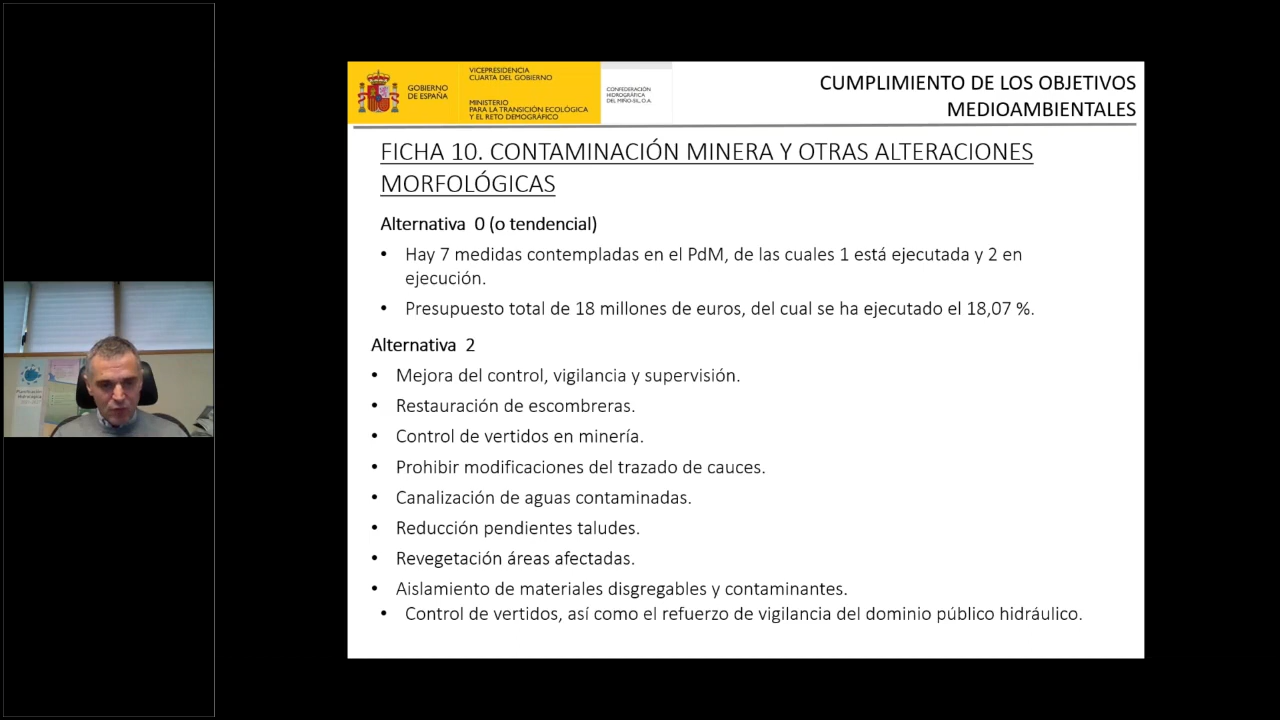 GOBIERNO
DE ESPAÑA
VICEPRESIDENCIA
CUARTA DEL GOBIERNO
MINISTERIO
PARA LA TRANSICIÓN ECOLÓGICA
Y EL RETO DEMOGRÁFICO
CONFEDERACIÓN
HIDROGRÁFICA
DEL MIÑO-SIL, O.A.
CUMPLIMIENTO DE LOS OBJETIVOS
MEDIOAMBIENTALES
FICHA 10. CONTAMINACIÓN MINERA Y OTRAS ALTERACIONES
MORFOLÓGICAS
Alternativa 0 (o tendencial)
• Hay 7 medidas contempladas en el PdM, de las cuales 1 está ejecutada y 2 en
ejecución.
• Presupuesto total de 18 millones de euros, del cual se ha ejecutado el 18,07 %.
Alternativa 2
• Mejora del control, vigilancia y supervisión.
• Restauración de escombreras.
• Control de vertidos en minería.
• Prohibir modificaciones del trazado de cauces.
• Canalización de aguas contaminadas.
• Reducción pendientes taludes.
• Revegetación áreas afectadas.
• Aislamiento de materiales disgregables y contaminantes.
• Control de vertidos, así como el refuerzo de vigilancia del dominio público hidráulico.